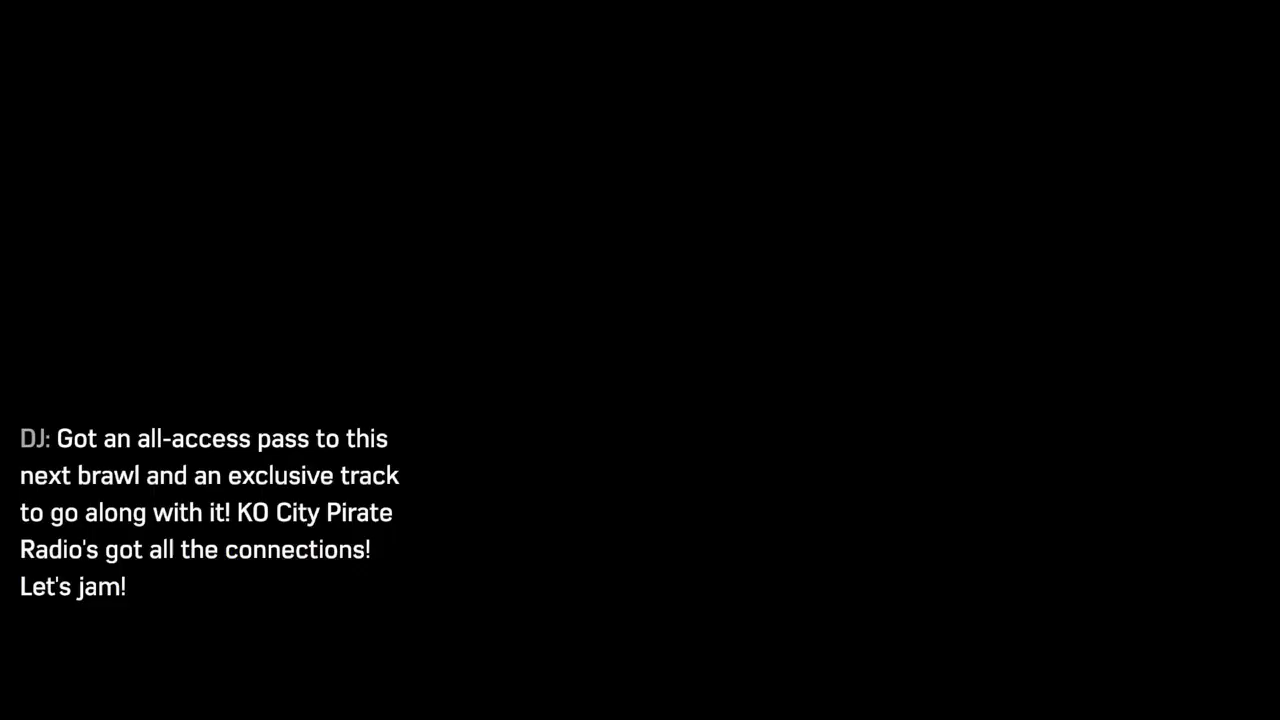 DJ: Got an all-access pass to this
next brawl and an exclusive track
to go along with it! KO City Pirate
Radio's got all the connections!
Let's jam!